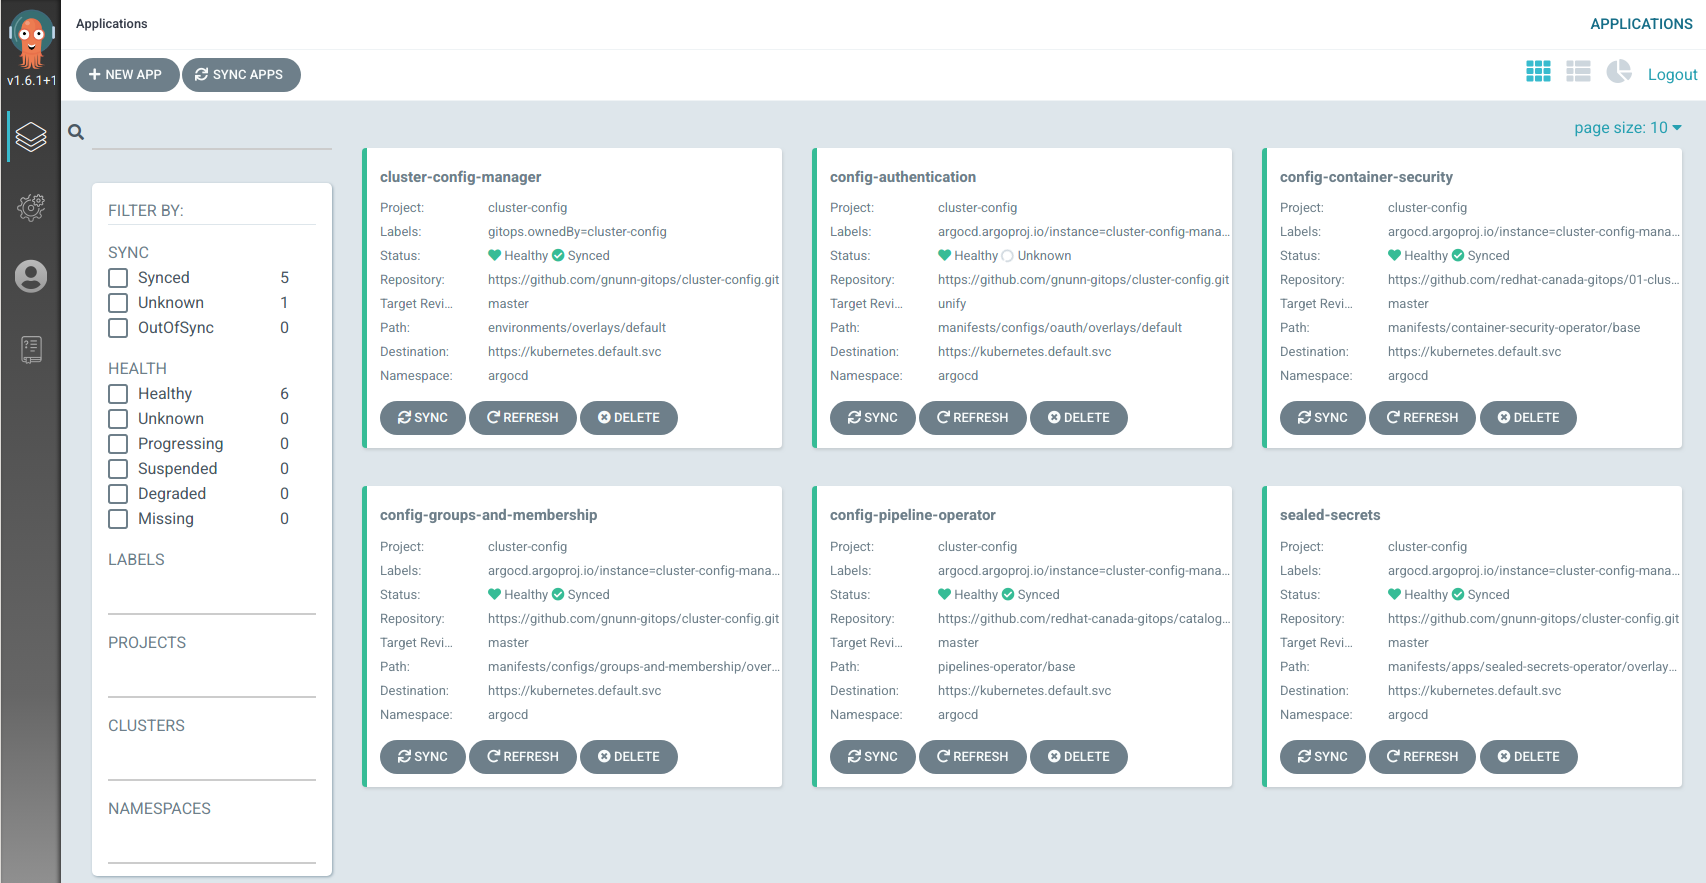 Applications
APPLICATIONS
v1.6.1+1
NEW APP
SYNC APPS
Logout
page size: 10
FILTER BY:
SYNC
Synced 5
Unknown 1
OutOfSync 0
HEALTH
Healthy 6
Unknown 0
Progressing 0
Suspended 0
Degraded 0
Missing 0
LABELS
PROJECTS
CLUSTERS
NAMESPACES
cluster-config-manager
Project: cluster-config
Labels: gitops.ownedBy=cluster-config
Status: Healthy Synced
Repository: https://github.com/gnunn-gitops/cluster-config.git
Target Revi... master
Path: environments/overlays/default
Destination: https://kubernetes.default.svc
Namespace: argocd
SYNC REFRESH DELETE
config-authentication
Project: cluster-config
Labels: argocd.argoproj.io/instance=cluster-config-mana...
Status: Healthy Unknown
Repository: https://github.com/gnunn-gitops/cluster-config.git
Target Revi... unify
Path: manifests/configs/oauth/overlays/default
Destination: https://kubernetes.default.svc
Namespace: argocd
SYNC REFRESH DELETE
config-container-security
Project: cluster-config
Labels: argocd.argoproj.io/instance=cluster-config-mana...
Status: Healthy Synced
Repository: https://github.com/redhat-canada-gitops/01-clus...
Target Revi... master
Path: manifests/container-security-operator/base
Destination: https://kubernetes.default.svc
Namespace: argocd
SYNC REFRESH DELETE
config-groups-and-membership
Project: cluster-config
Labels: argocd.argoproj.io/instance=cluster-config-mana...
Status: Healthy Synced
Repository: https://github.com/gnunn-gitops/cluster-config.git
Target Revi... master
Path: manifests/configs/groups-and-membership/over...
Destination: https://kubernetes.default.svc
Namespace: argocd
SYNC REFRESH DELETE
config-pipeline-operator
Project: cluster-config
Labels: argocd.argoproj.io/instance=cluster-config-mana...
Status: Healthy Synced
Repository: https://github.com/redhat-canada-gitops/catalog...
Target Revi... master
Path: pipelines-operator/base
Destination: https://kubernetes.default.svc
Namespace: argocd
SYNC REFRESH DELETE
sealed-secrets
Project: cluster-config
Labels: argocd.argoproj.io/instance=cluster-config-mana...
Status: Healthy Synced
Repository: https://github.com/gnunn-gitops/cluster-config.git
Target Revi... master
Path: manifests/apps/sealed-secrets-operator/overlay...
Destination: https://kubernetes.default.svc
Namespace: argocd
SYNC REFRESH DELETE